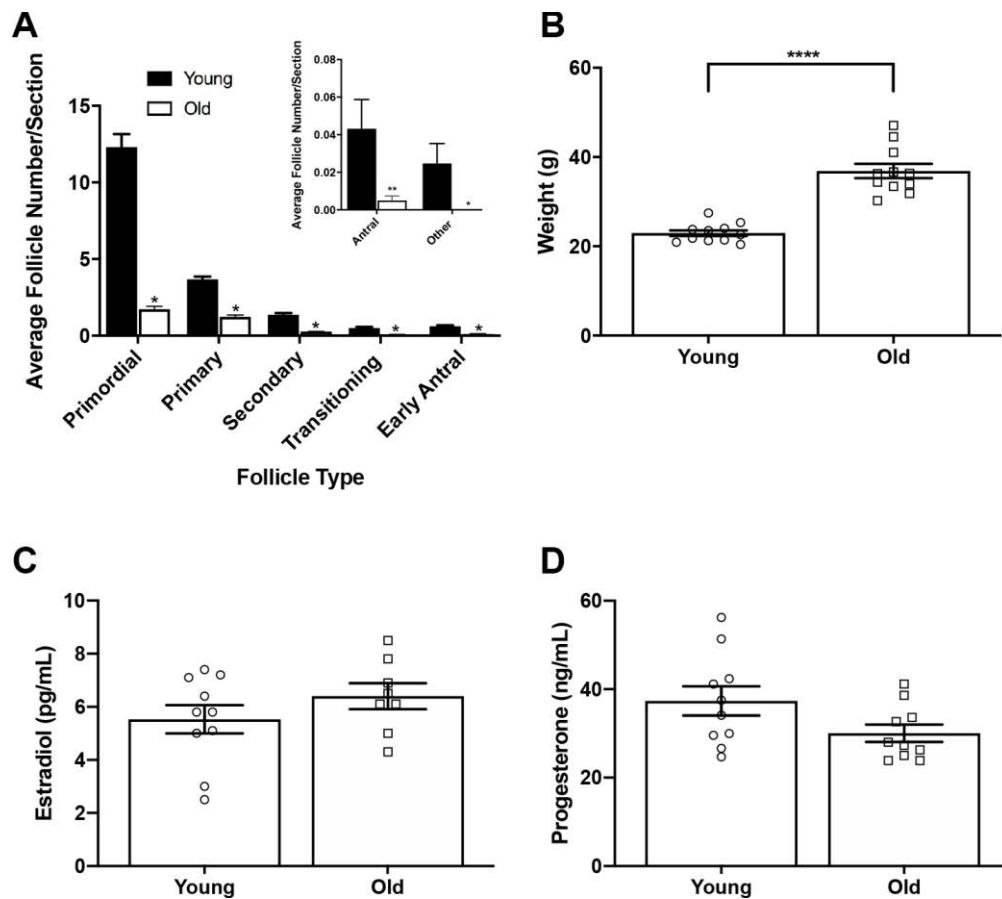 A
Average Follicle Number/Section
Young
Old
15
10
5
0
Primordial
Primary
Secondary
Transitioning
Early Antral
* * * * *
Follicle Type
Average Follicle Number/Section
0.08
0.06
0.04
0.02
0.00
** *
Antral
Other
B
Weight (g)
60
40
20
0
****
Young Old
C
Estradiol (pg/mL)
10
8
6
4
2
0
Young Old
D
Progesterone (ng/mL)
60
40
20
0
Young Old